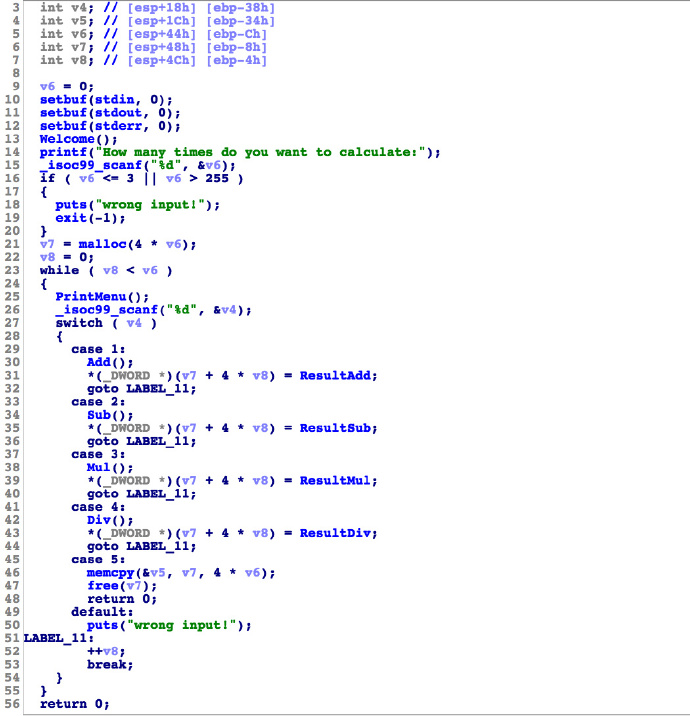 3 int v4; // [esp+18h] [ebp-38h]
4 int v5; // [esp+1Ch] [ebp-34h]
5 int v6; // [esp+44h] [ebp-Ch]
6 int v7; // [esp+48h] [ebp-8h]
7 int v8; // [esp+4Ch] [ebp-4h]
8
9 v6 = 0;
10 setbuf(stdin, 0);
11 setbuf(stdout, 0);
12 setbuf(stderr, 0);
13 Welcome();
14 printf("How many times do you want to calculate:");
15 _isoc99_scanf("%d", &v6);
16 if ( v6 <= 3 || v6 > 255 )
17 {
18 puts("wrong input!");
19 exit(-1);
20 }
21 v7 = malloc(4 * v6);
22 v8 = 0;
23 while ( v8 < v6 )
24 {
25 PrintMenu();
26 _isoc99_scanf("%d", &v4);
27 switch ( v4 )
28 {
29 case 1:
30 Add();
31 *(_DWORD *)(v7 + 4 * v8) = ResultAdd;
32 goto LABEL_11;
33 case 2:
34 Sub();
35 *(_DWORD *)(v7 + 4 * v8) = ResultSub;
36 goto LABEL_11;
37 case 3:
38 Mul();
39 *(_DWORD *)(v7 + 4 * v8) = ResultMul;
40 goto LABEL_11;
41 case 4:
42 Div();
43 *(_DWORD *)(v7 + 4 * v8) = ResultDiv;
44 goto LABEL_11;
45 case 5:
46 memcpy(&v5, v7, 4 * v6);
47 free(v7);
48 return 0;
49 default:
50 puts("wrong input!");
51 LABEL_11:
52 ++v8;
53 break;
54 }
55 }
56 return 0;